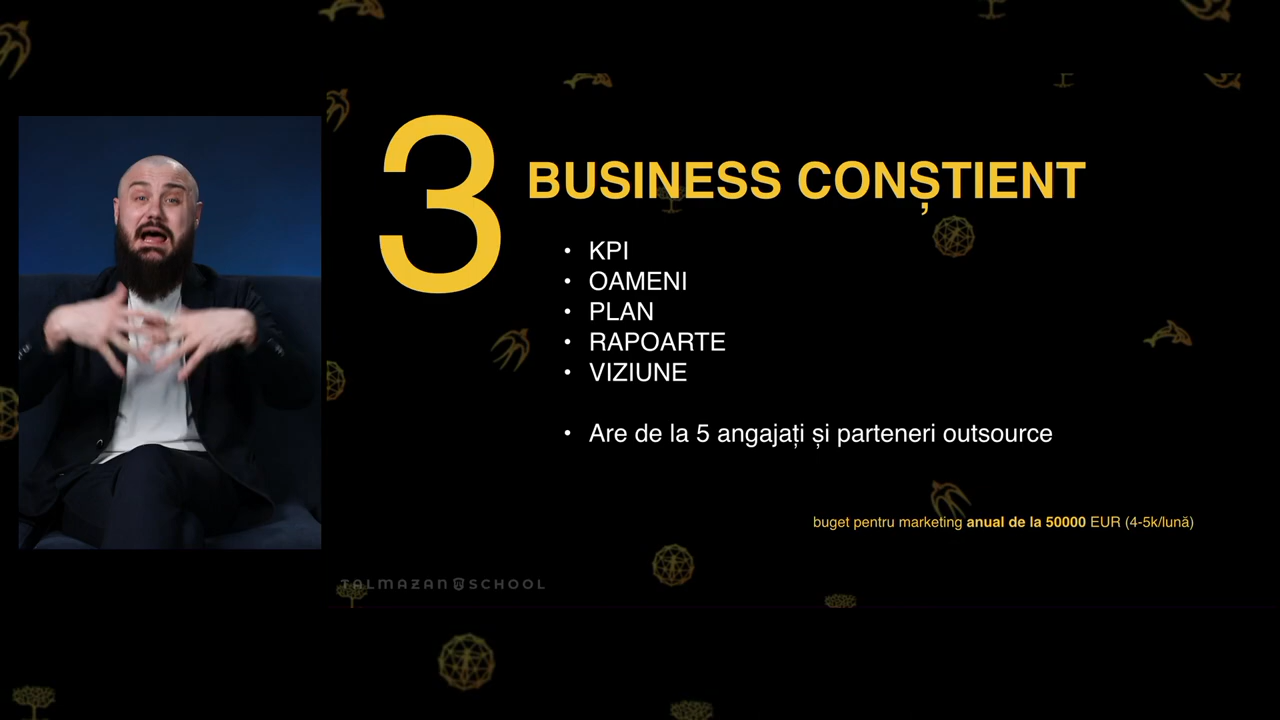 3
BUSINESS CONȘTIENT
• KPI
• OAMENI
• PLAN
• RAPOARTE
• VIZIUNE
• Are de la 5 angajați și parteneri outsource
buget pentru marketing anual de la 50000 EUR (4-5k/lună)
TALMAZAN SCHOOL